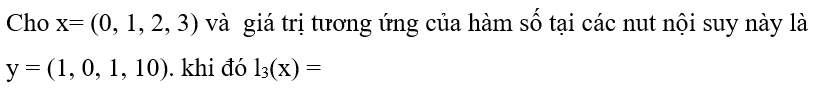 Cho x= (0, 1, 2, 3) và giá trị tương ứng của hàm số tại các nut nội suy này là
y = (1, 0, 1, 10). khi đó l₃(x) =